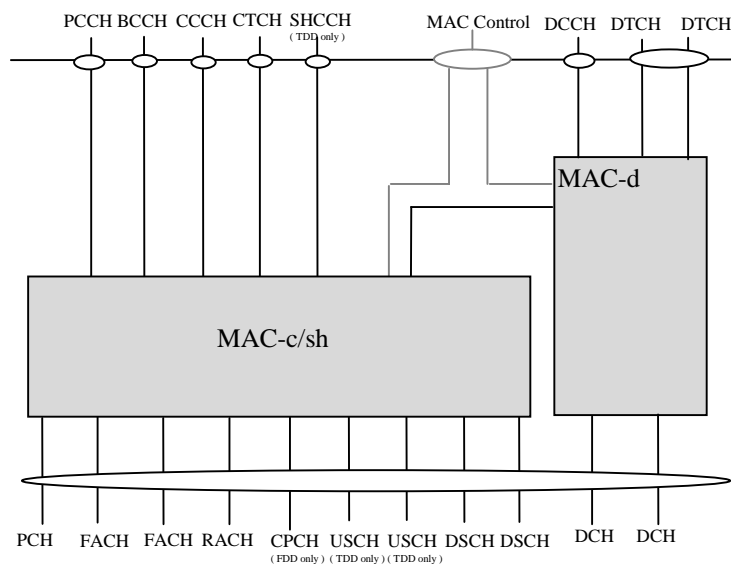 PCCH BCCH CCCH CTCH SHCCH MAC Control DCCH DTCH DTCH
( TDD only )
MAC-d
MAC-c/sh
PCH FACH FACH RACH CPCH USCH USCH DSCH DSCH DCH DCH
( FDD only ) ( TDD only ) ( TDD only )